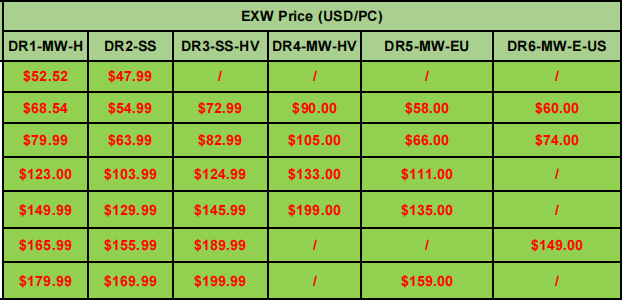 EXW Price (USD/PC)
DR1-MW-H DR2-SS DR3-SS-HV DR4-MW-HV DR5-MW-EU DR6-MW-E-US
$52.52 $47.99 / / / /
$68.54 $54.99 $72.99 $90.00 $58.00 $60.00
$79.99 $63.99 $82.99 $105.00 $66.00 $74.00
$123.00 $103.99 $124.99 $133.00 $111.00 /
$149.99 $129.99 $145.99 $199.00 $135.00 /
$165.99 $155.99 $189.99 / / $149.00
$179.99 $169.99 $199.99 / $159.00 /